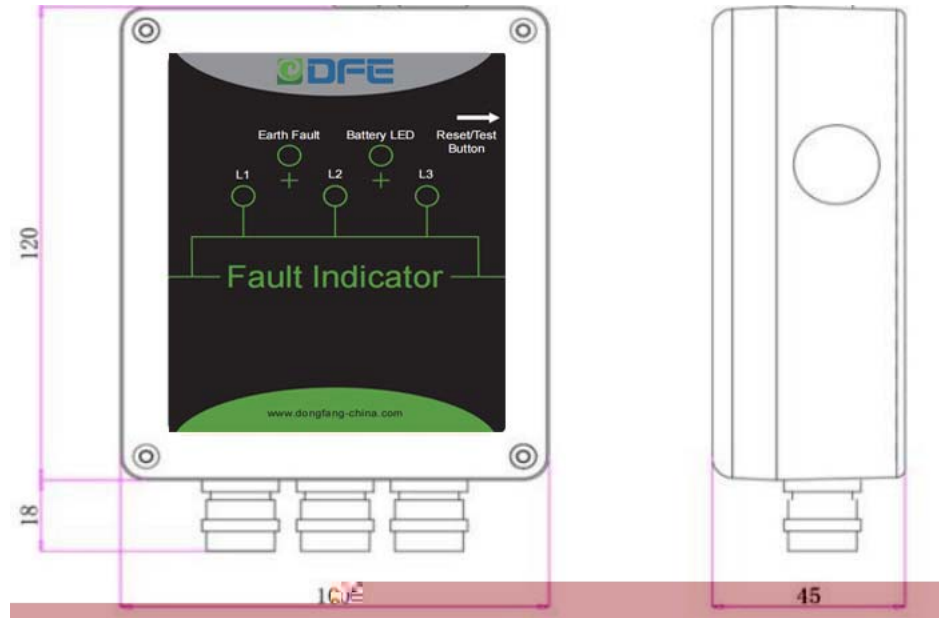 DFE
Earth Fault
Battery LED
Reset/Test
Button
L1
L2
L3
Fault Indicator
www.dongfang-china.com
120
18
45